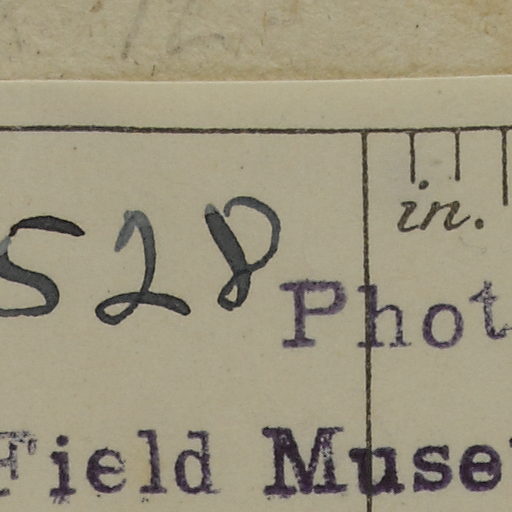 in.
528
Phot
Field Muse